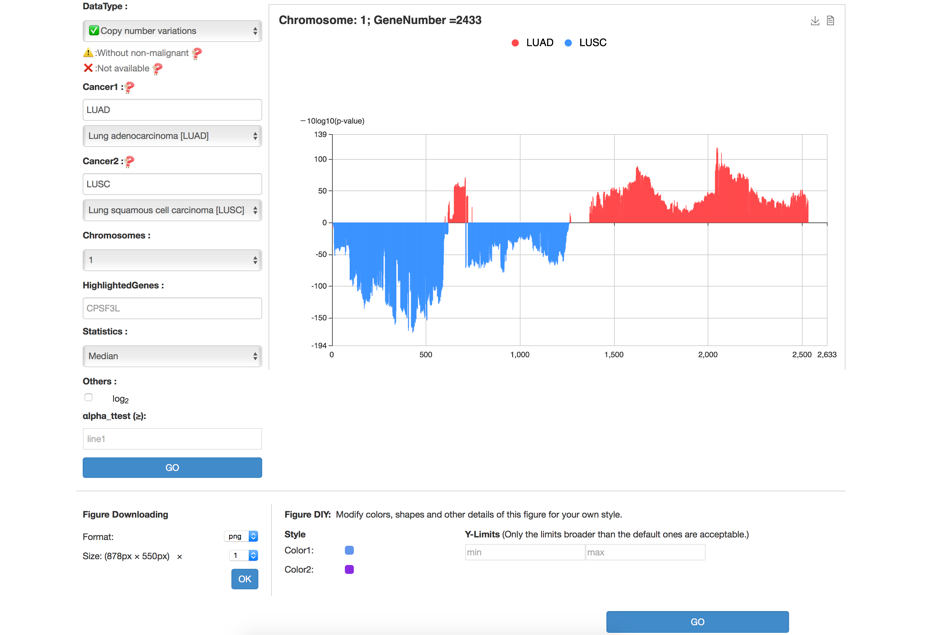 DataType :
Copy number variations
:Without non-malignant
:Not available
Cancer1 :
LUAD
Lung adenocarcinoma [LUAD]
Cancer2 :
LUSC
Lung squamous cell carcinoma [LUSC]
Chromosomes :
1
HighlightedGenes :
CPSF3L
Statistics :
Median
Others :
log2
αlpha_ttest (≥):
line1
GO
Chromosome: 1; GeneNumber =2433
LUAD
LUSC
−10log10(p-value)
139
100
50
0
-50
-100
-150
-194
0 500 1,000 1,500 2,000 2,500 2,633
Figure Downloading
Format: png
Size: (878px × 550px) × 1
OK
Figure DIY: Modify colors, shapes and other details of this figure for your own style.
Style
Color1:
Color2:
Y-Limits (Only the limits broader than the default ones are acceptable.)
min max
GO